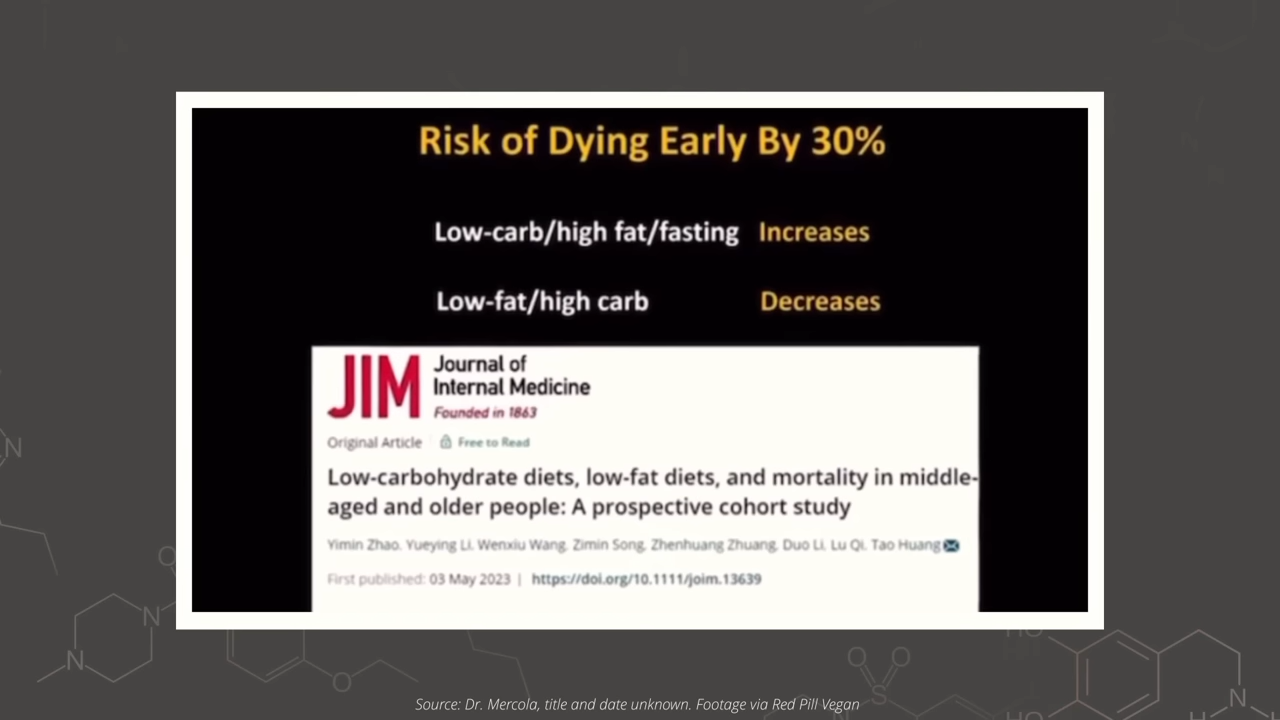 Risk of Dying Early By 30%
Low-carb/high fat/fasting Increases
Low-fat/high carb Decreases
JIM Journal of
Internal Medicine
Founded in 1863
Original Article Free to Read
Low-carbohydrate diets, low-fat diets, and mortality in middle-
aged and older people: A prospective cohort study
Yimin Zhao, Yueying Li, Wenxiu Wang, Zimin Song, Zhenhuang Zhuang, Duo Li, Lu Qi, Tao Huang
First published: 03 May 2023 | https://doi.org/10.1111/joim.13639
N
O
N
N
O
O O
S
HO
HO
N
Source: Dr. Mercola, title and date unknown. Footage via Red Pill Vegan